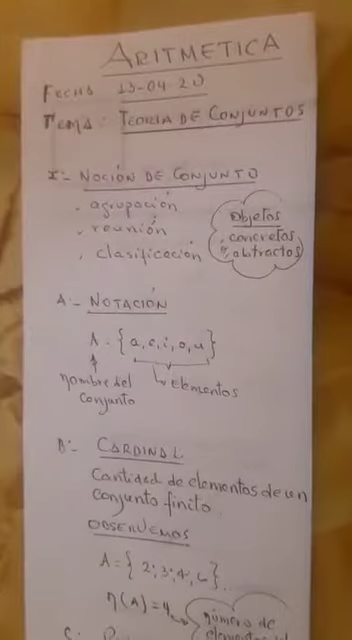 ARITMETICA
FECHA 13-04-20
TEMA: TEORIA DE CONJUNTOS
I- NOCIÓN DE CONJUNTO
. agrupación
. reunión
. clasificación
Objetos
. concretos
. abstractos
A:- NOTACIÓN
A = {a, e, i, o, u}
nombre del
conjunto
elementos
B:- CARDINAL
Cantidad de elementos de un
conjunto finito.
OBSERVEMOS
A = {2; 3; 4; 6}
n(A) = 4
número de